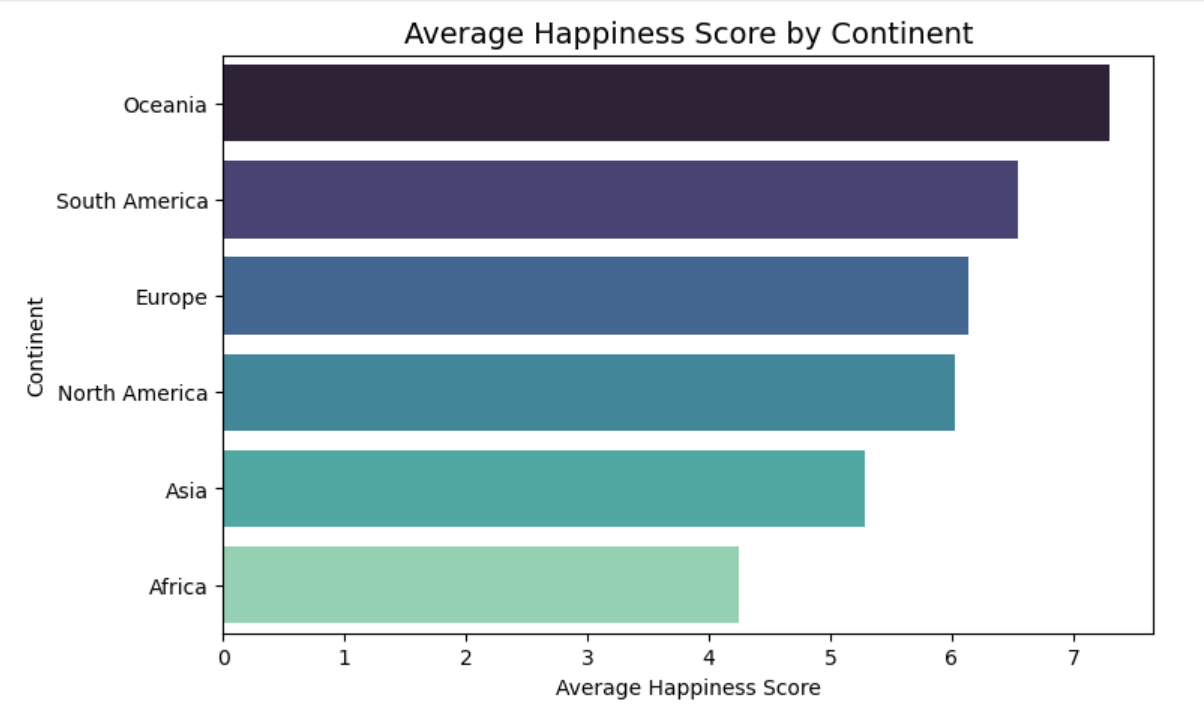 Average Happiness Score by Continent
Continent
Oceania
South America
Europe
North America
Asia
Africa
0 1 2 3 4 5 6 7
Average Happiness Score